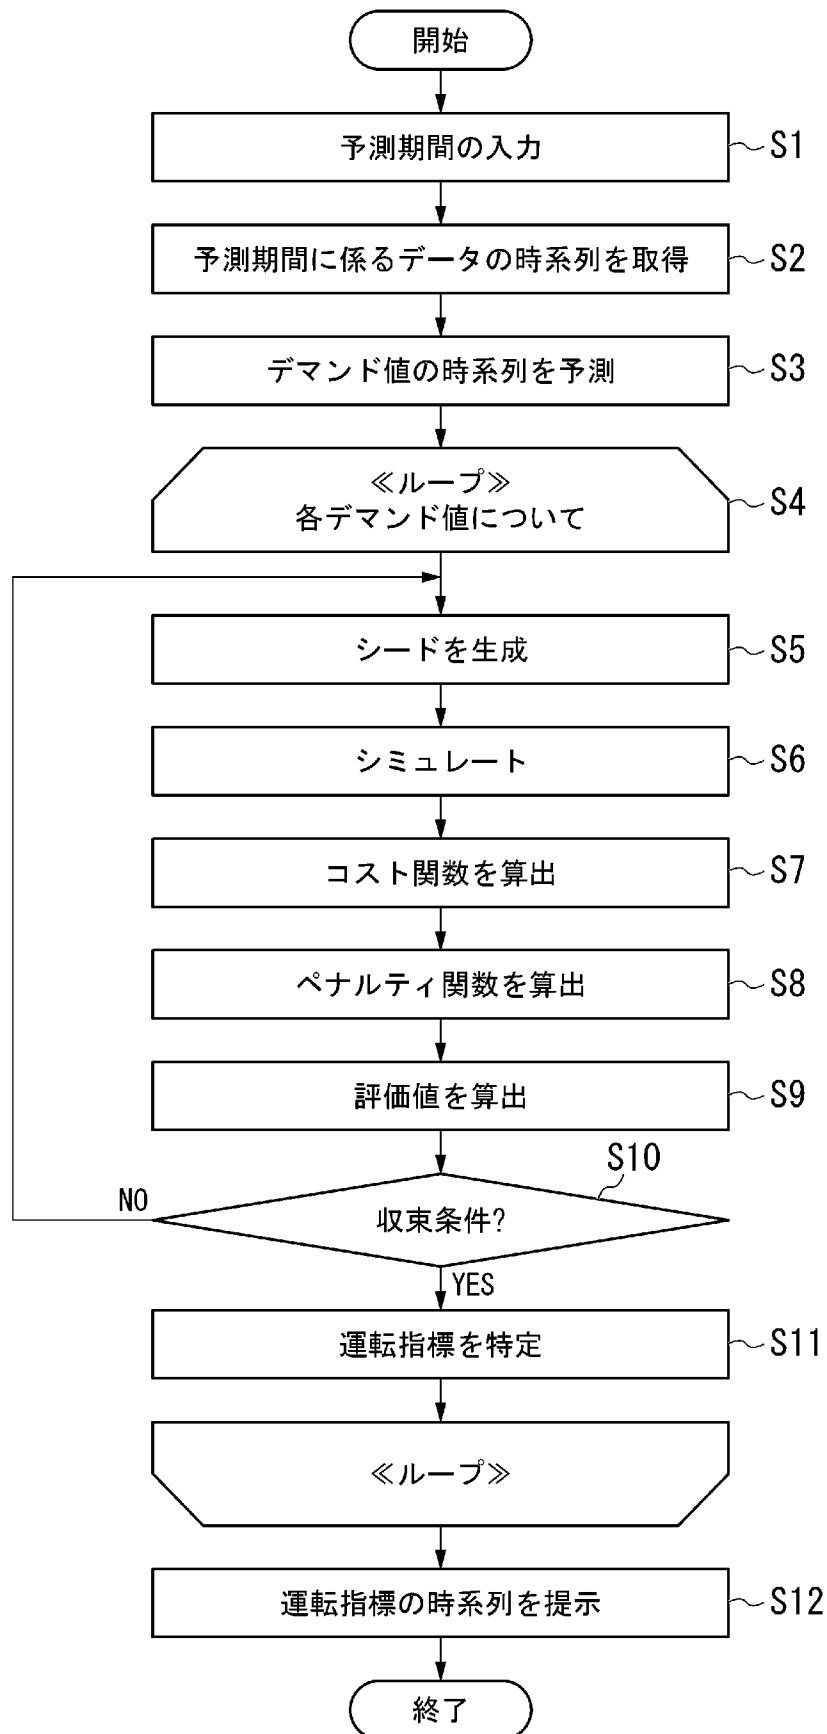 開始
予測期間の入力
S1
予測期間に係るデータの時系列を取得
S2
デマンド値の時系列を予測
S3
≪ループ≫
各デマンド値について
S4
シードを生成
S5
シミュレート
S6
コスト関数を算出
S7
ペナルティ関数を算出
S8
評価値を算出
S9
S10
収束条件?
NO
YES
運転指標を特定
S11
≪ループ≫
運転指標の時系列を提示
S12
終了